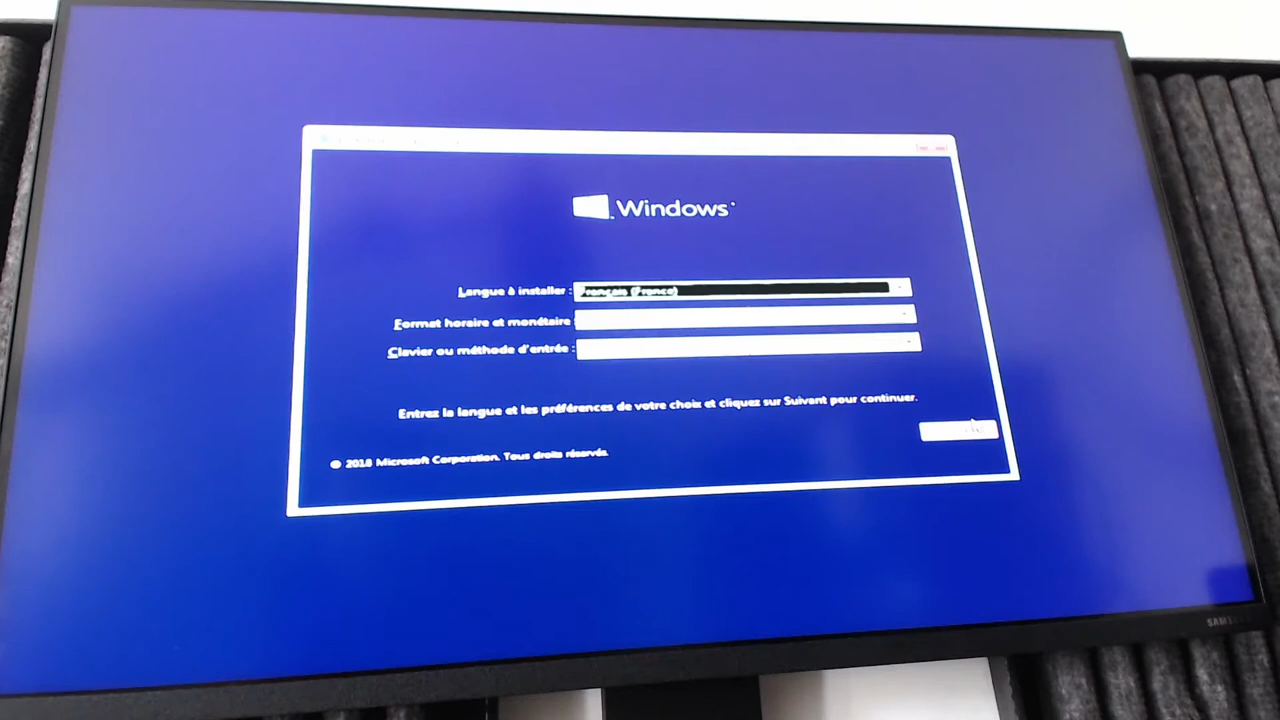 Windows
Langue à installer : Français (France)
Format horaire et monétaire :
Clavier ou méthode d'entrée :
Entrez la langue et les préférences de votre choix et cliquez sur Suivant pour continuer.
© 2018 Microsoft Corporation. Tous droits réservés.